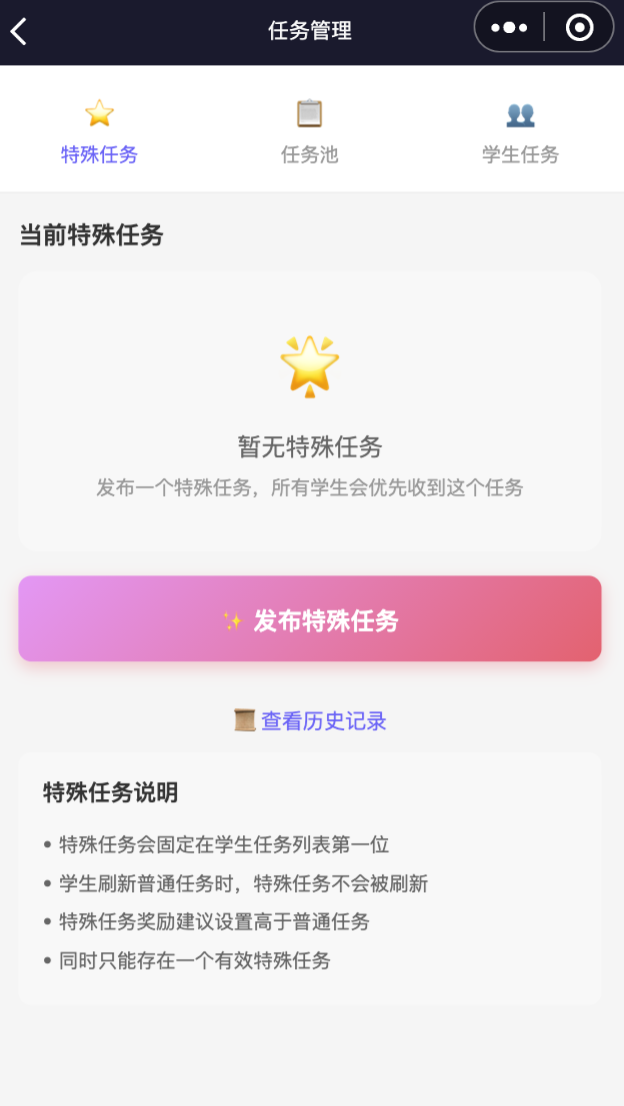 任务管理
特殊任务
任务池
学生任务
当前特殊任务
暂无特殊任务
发布一个特殊任务，所有学生会优先收到这个任务
发布特殊任务
查看历史记录
特殊任务说明
• 特殊任务会固定在学生任务列表第一位
• 学生刷新普通任务时，特殊任务不会被刷新
• 特殊任务奖励建议设置高于普通任务
• 同时只能存在一个有效特殊任务